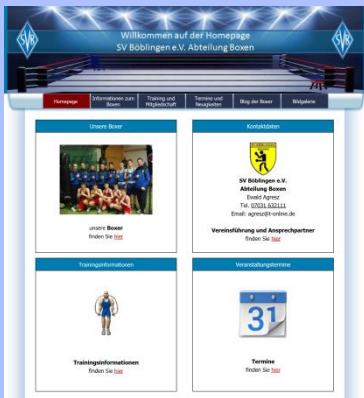 SVB
Willkommen auf der Homepage
SV Böblingen e.V. Abteilung Boxen
SVB
Homepage
Informationen zum Boxen
Training und Mitgliedschaft
Termine und Neuigkeiten
Blog der Boxer
Bildgalerie
Unsere Boxer
unsere Boxer
finden Sie hier
Kontaktdaten
SV Böblingen e.V.
Abteilung Boxen
Ewald Agresz
Tel. 07031 632111
Email: agresz@t-online.de
Vereinsführung und Ansprechpartner
finden Sie hier
Trainingsinformationen
Trainingsinformationen
finden Sie hier
Veranstaltungstermine
31
Termine
finden Sie hier